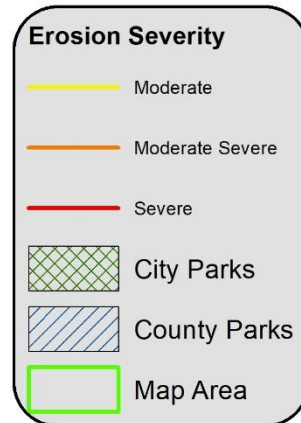 Erosion Severity
Moderate
Moderate Severe
Severe
City Parks
County Parks
Map Area